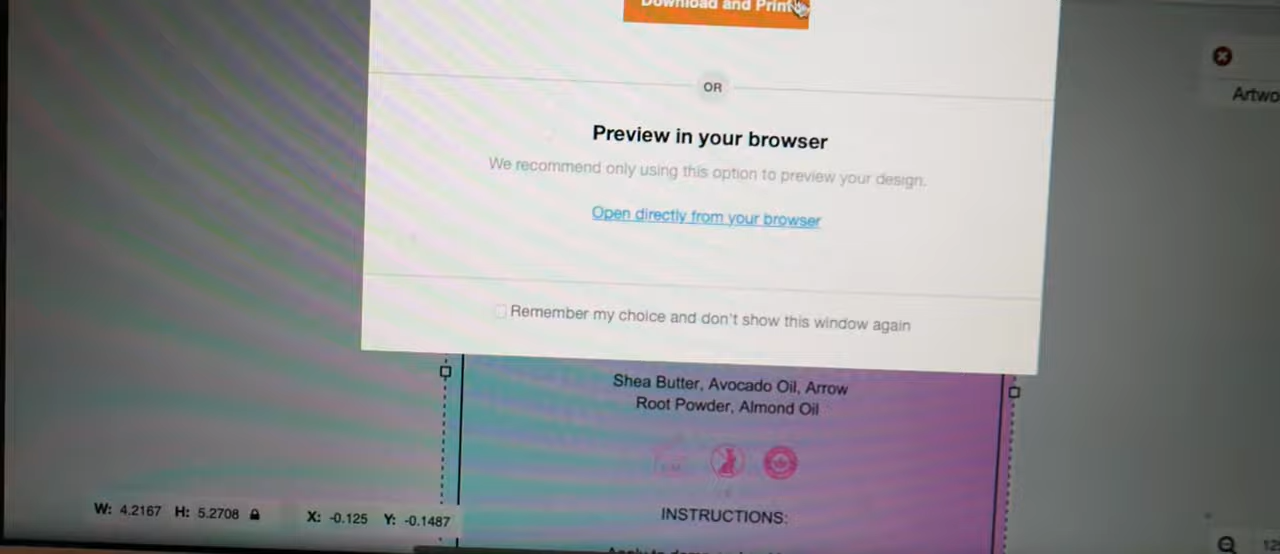 Download and Print
OR
Artwo
Preview in your browser
We recommend only using this option to preview your design.
Open directly from your browser
Remember my choice and don't show this window again
Shea Butter, Avocado Oil, Arrow
Root Powder, Almond Oil
W: 4.2167 H: 5.2708 X: -0.125 Y: -0.1487
INSTRUCTIONS: